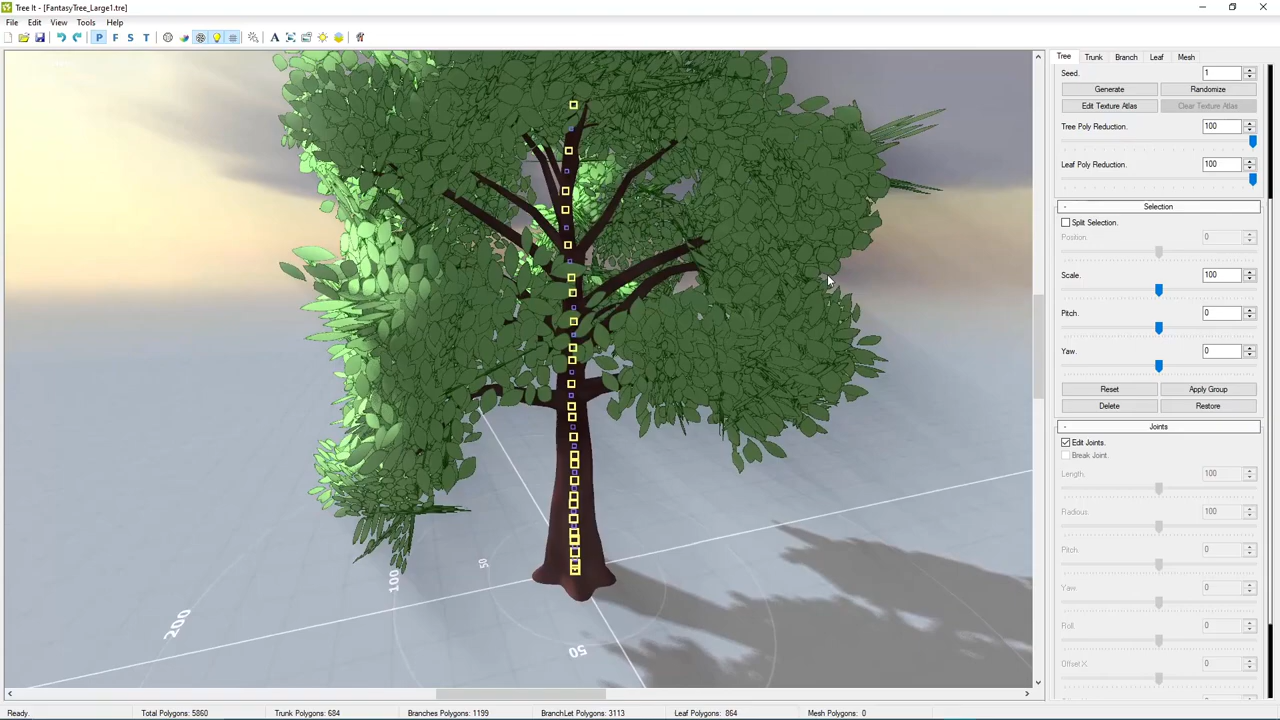 Tree It - [FantasyTree_Large1.tre]
File Edit View Tools Help
P F S T A
Tree Trunk Branch Leaf Mesh
Seed. 1
Generate Randomize
Edit Texture Atlas Clear Texture Atlas
Tree Poly Reduction. 100
Leaf Poly Reduction. 100
- Selection
Split Selection.
Position. 0
Scale. 100
Pitch. 0
Yaw. 0
Reset Apply Group
Delete Restore
- Joints
Edit Joints.
Break Joint.
Length. 100
Radius. 100
Pitch. 0
Yaw. 0
Roll. 0
Offset X. 0
50
100
200
50
Ready. Total Polygons: 5860 Trunk Polygons: 684 Branches Polygons: 1199 BranchLet Polygons: 3113 Leaf Polygons: 864 Mesh Polygons: 0